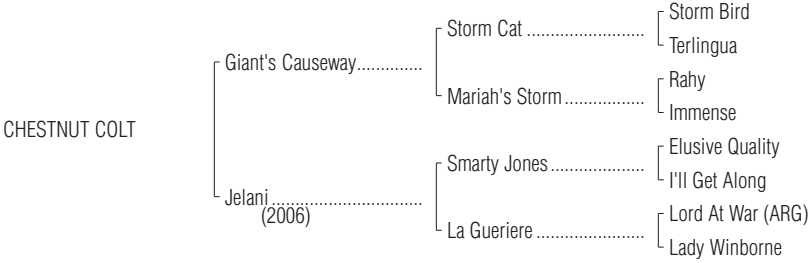 Storm Bird
Storm Cat ........................
Terlingua
Giant's Causeway..............
Rahy
Mariah's Storm ................
Immense
CHESTNUT COLT
Elusive Quality
Smarty Jones ...................
I'll Get Along
Jelani ................................
(2006)
Lord At War (ARG)
La Gueriere ......................
Lady Winborne